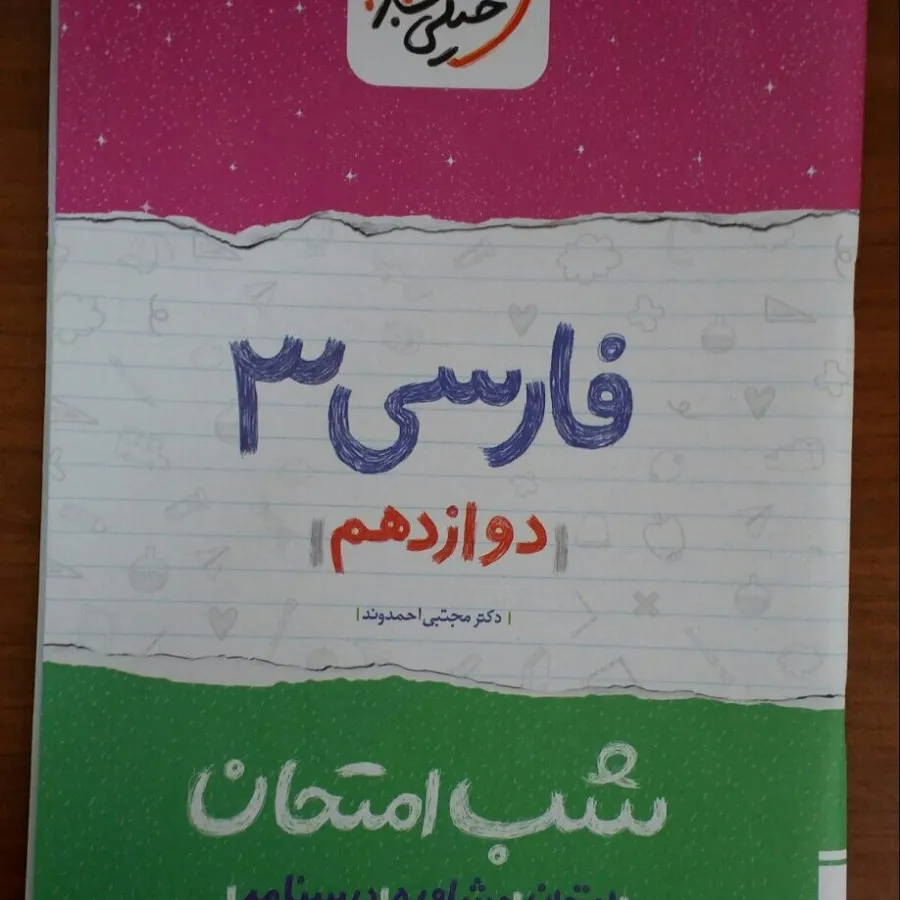 خیلی سبز
فارسی ۳
دوازدهم
| دکتر مجتبی احمدوند |
شب امتحان